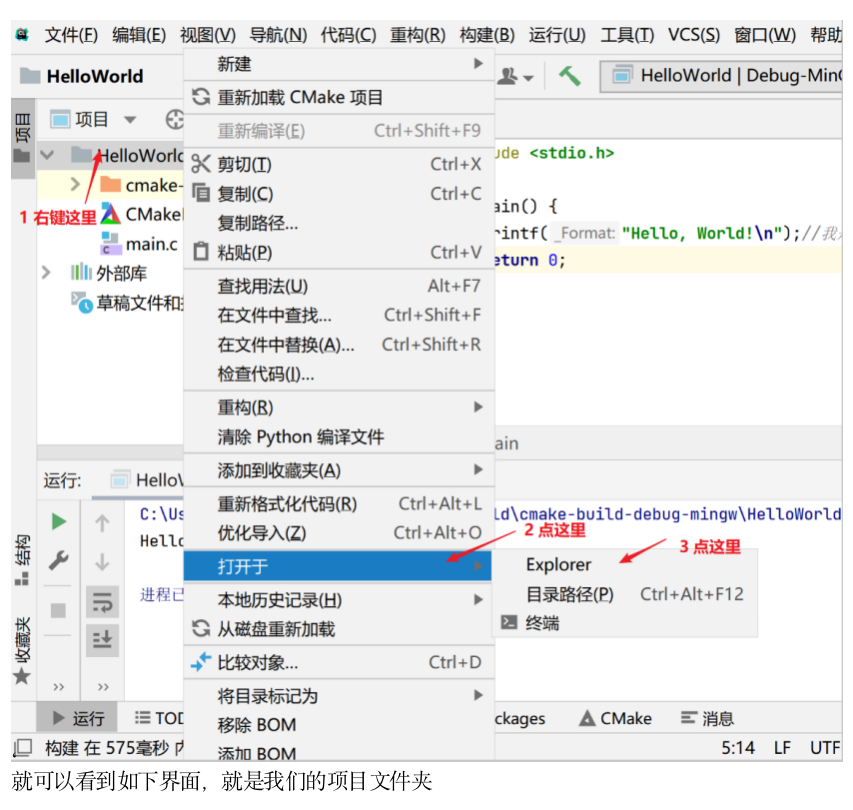 文件(F) 编辑(E) 视图(V) 导航(N) 代码(C) 重构(R) 构建(B) 运行(U) 工具(T) VCS(S) 窗口(W) 帮助
HelloWorld
HelloWorld | Debug-Min
新建
重新加载 CMake 项目
重新编译(E) Ctrl+Shift+F9
剪切(T) Ctrl+X
复制(C) Ctrl+C
复制路径...
粘贴(P) Ctrl+V
查找用法(U) Alt+F7
在文件中查找... Ctrl+Shift+F
在文件中替换(A)... Ctrl+Shift+R
检查代码(I)...
重构(R)
清除 Python 编译文件
添加到收藏夹(A)
重新格式化代码(R) Ctrl+Alt+L
优化导入(Z) Ctrl+Alt+O
打开于
本地历史记录(H)
从磁盘重新加载
比较对象... Ctrl+D
将目录标记为
移除 BOM
添加 BOM
项目
项目
HelloWorld
cmake-
1 右键这里
CMakeL
main.c
外部库
草稿文件和
ude <stdio.h>
ain() {
rintf( _Format: "Hello, World!\n");//我
eturn 0;
ain
运行: HelloW
C:\Us
ld\cmake-build-debug-mingw\HelloWorld
Hello
进程已
2 点这里
3 点这里
Explorer
目录路径(P) Ctrl+Alt+F12
终端
结构
收藏夹
运行 TOD
ckages CMake 消息
构建 在 575毫秒 内
5:14 LF UTF
就可以看到如下界面，就是我们的项目文件夹